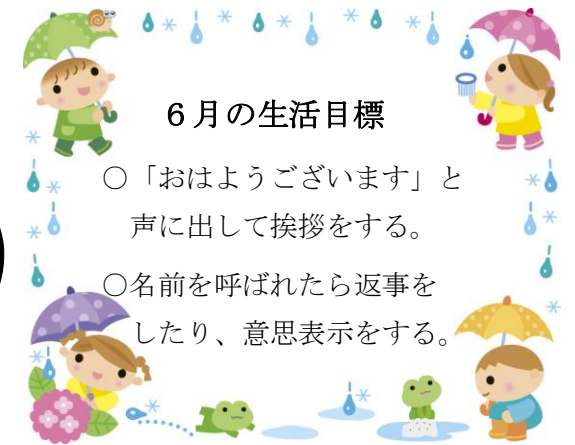 6月の生活目標
○「おはようございます」と
声に出して挨拶をする。
○名前を呼ばれたら返事を
したり、意思表示をする。